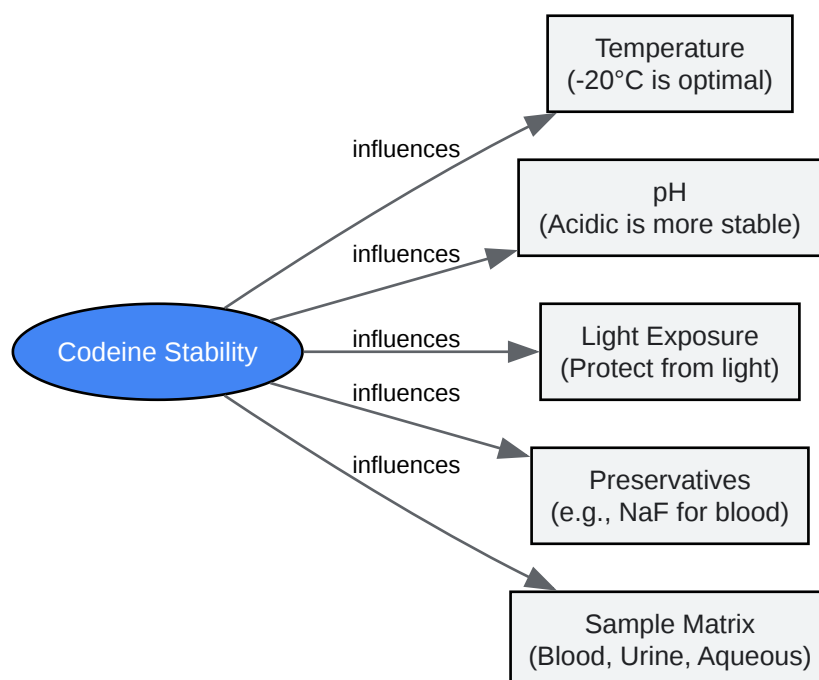 Temperature
(-20°C is optimal)
influences
pH
(Acidic is more stable)
influences
Codeine Stability
influences
Light Exposure
(Protect from light)
influences
Preservatives
(e.g., NaF for blood)
influences
Sample Matrix
(Blood, Urine, Aqueous)